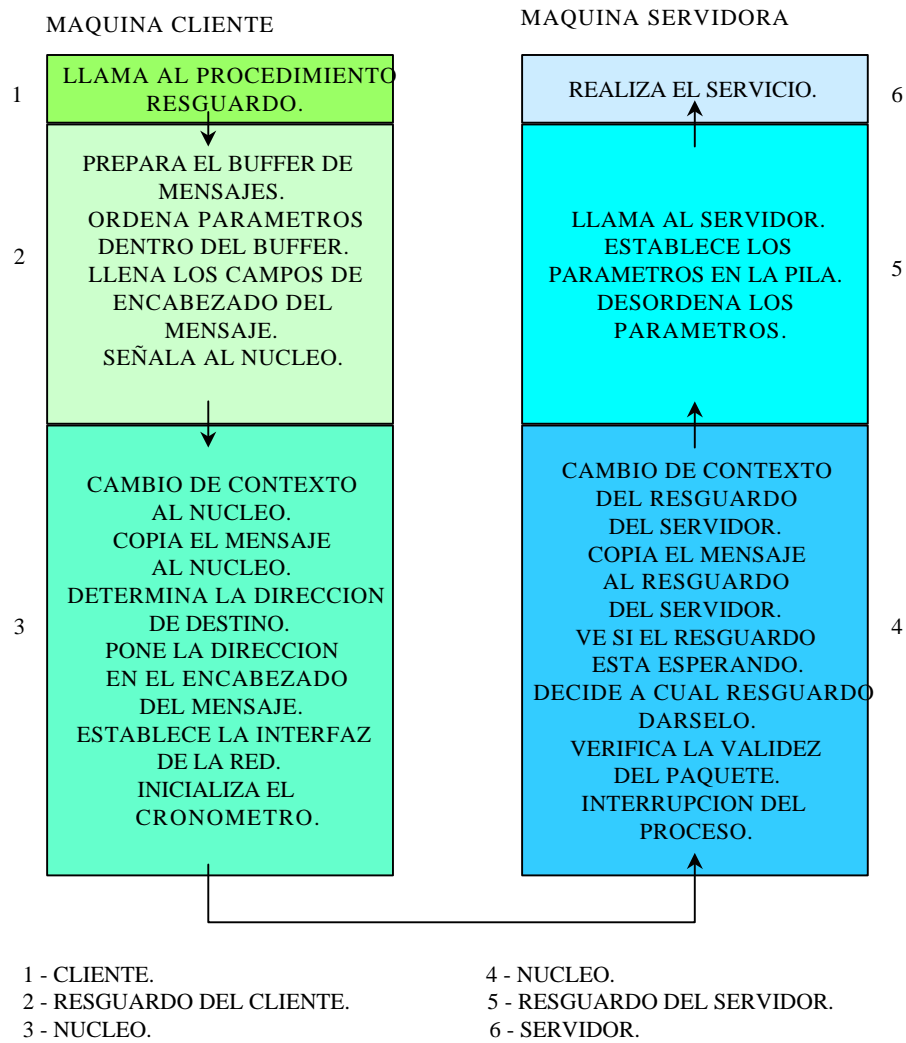 MAQUINA CLIENTE
1
LLAMA AL PROCEDIMIENTO
RESGUARDO.
2
PREPARA EL BUFFER DE
MENSAJES.
ORDENA PARAMETROS
DENTRO DEL BUFFER.
LLENA LOS CAMPOS DE
ENCABEZADO DEL
MENSAJE.
SEÑALA AL NUCLEO.
3
CAMBIO DE CONTEXTO
AL NUCLEO.
COPIA EL MENSAJE
AL NUCLEO.
DETERMINA LA DIRECCION
DE DESTINO.
PONE LA DIRECCION
EN EL ENCABEZADO
DEL MENSAJE.
ESTABLECE LA INTERFAZ
DE LA RED.
INICIALIZA EL
CRONOMETRO.
MAQUINA SERVIDORA
REALIZA EL SERVICIO.
6
LLAMA AL SERVIDOR.
ESTABLECE LOS
PARAMETROS EN LA PILA.
DESORDENA LOS
PARAMETROS.
5
CAMBIO DE CONTEXTO
DEL RESGUARDO
DEL SERVIDOR.
COPIA EL MENSAJE
AL RESGUARDO
DEL SERVIDOR.
VE SI EL RESGUARDO
ESTA ESPERANDO.
DECIDE A CUAL RESGUARDO
DARSELO.
VERIFICA LA VALIDEZ
DEL PAQUETE.
INTERRUPCION DEL
PROCESO.
4
1 - CLIENTE.
2 - RESGUARDO DEL CLIENTE.
3 - NUCLEO.
4 - NUCLEO.
5 - RESGUARDO DEL SERVIDOR.
6 - SERVIDOR.